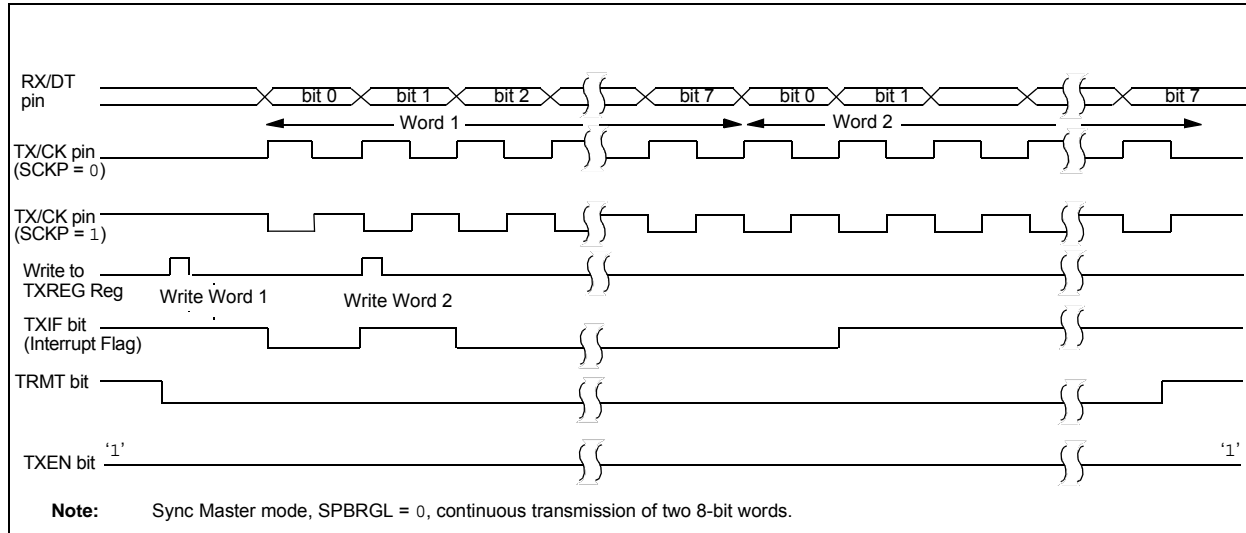 RX/DT
pin
bit 0 bit 1 bit 2 bit 7 bit 0 bit 1 bit 7
Word 1 Word 2
TX/CK pin
(SCKP = 0)
TX/CK pin
(SCKP = 1)
Write to
TXREG Reg
Write Word 1 Write Word 2
TXIF bit
(Interrupt Flag)
TRMT bit
‘1’ ‘1’
TXEN bit
Note: Sync Master mode, SPBRGL = 0, continuous transmission of two 8-bit words.